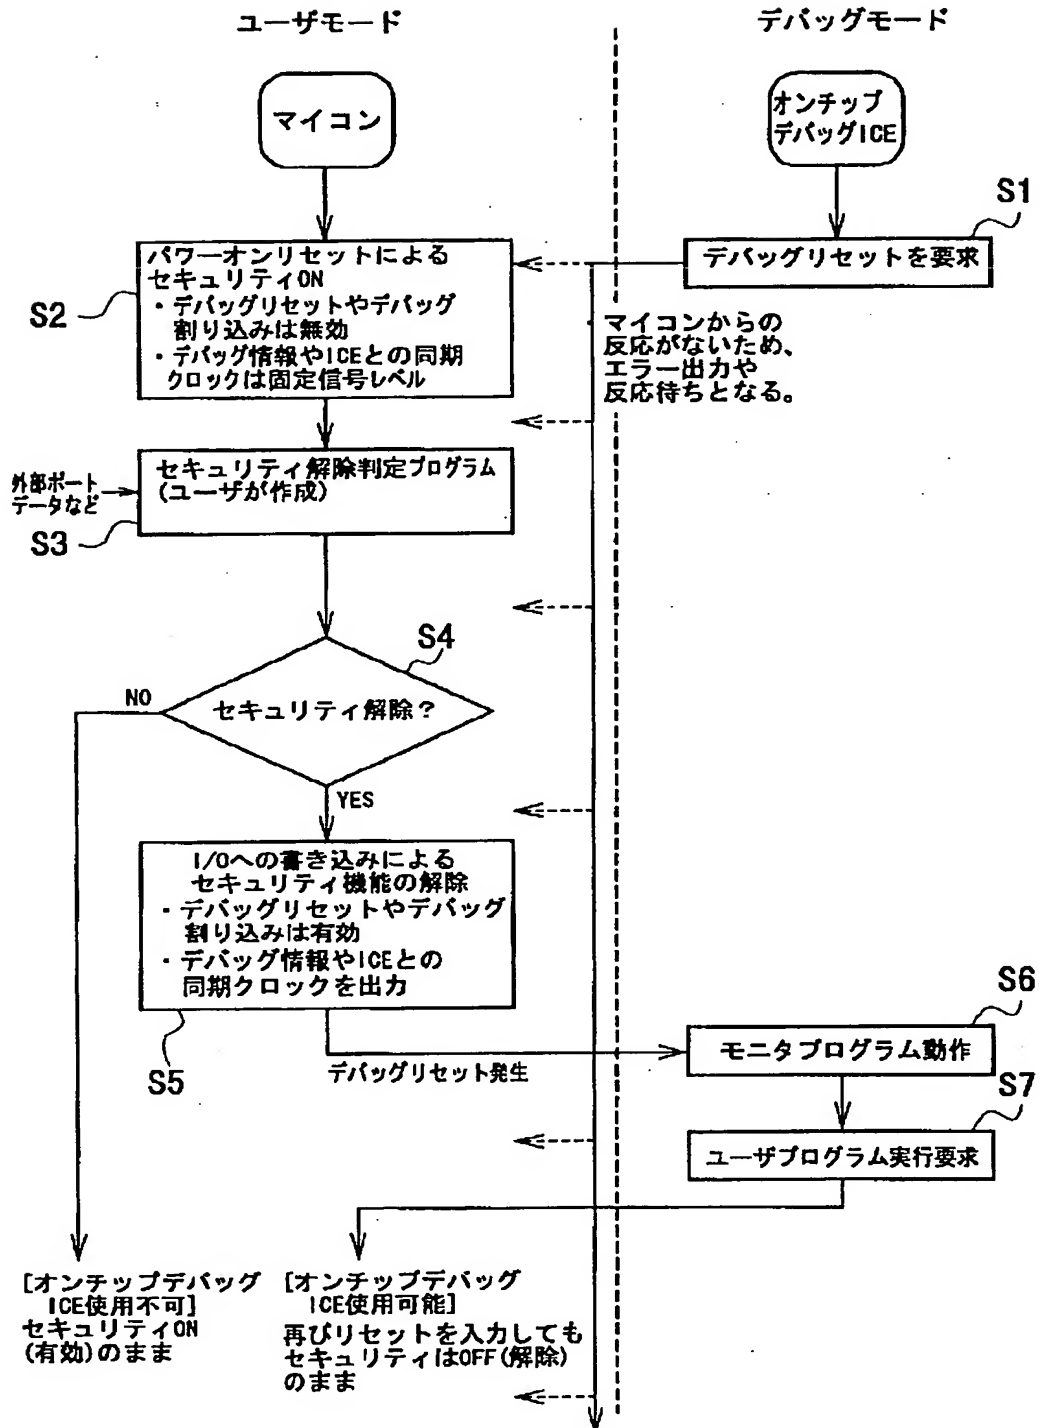 ユーザモード
デバッグモード
マイコン
オンチップ
デバッグICE
S1
デバッグリセットを要求
パワーオンリセットによる
セキュリティON
・デバッグリセットやデバッグ
割り込みは無効
・デバッグ情報やICEとの同期
クロックは固定信号レベル
S2
マイコンからの
反応がないため、
エラー出力や
反応待ちとなる。
セキュリティ解除判定プログラム
(ユーザが作成)
外部ポート
データなど
S3
S4
セキュリティ解除?
NO
YES
I/Oへの書き込みによる
セキュリティ機能の解除
・デバッグリセットやデバッグ
割り込みは有効
・デバッグ情報やICEとの
同期クロックを出力
S5
デバッグリセット発生
S6
モニタプログラム動作
S7
ユーザプログラム実行要求
[オンチップデバッグ
ICE使用不可]
セキュリティON
(有効)のまま
[オンチップデバッグ
ICE使用可能]
再びリセットを入力しても
セキュリティはOFF(解除)
のまま